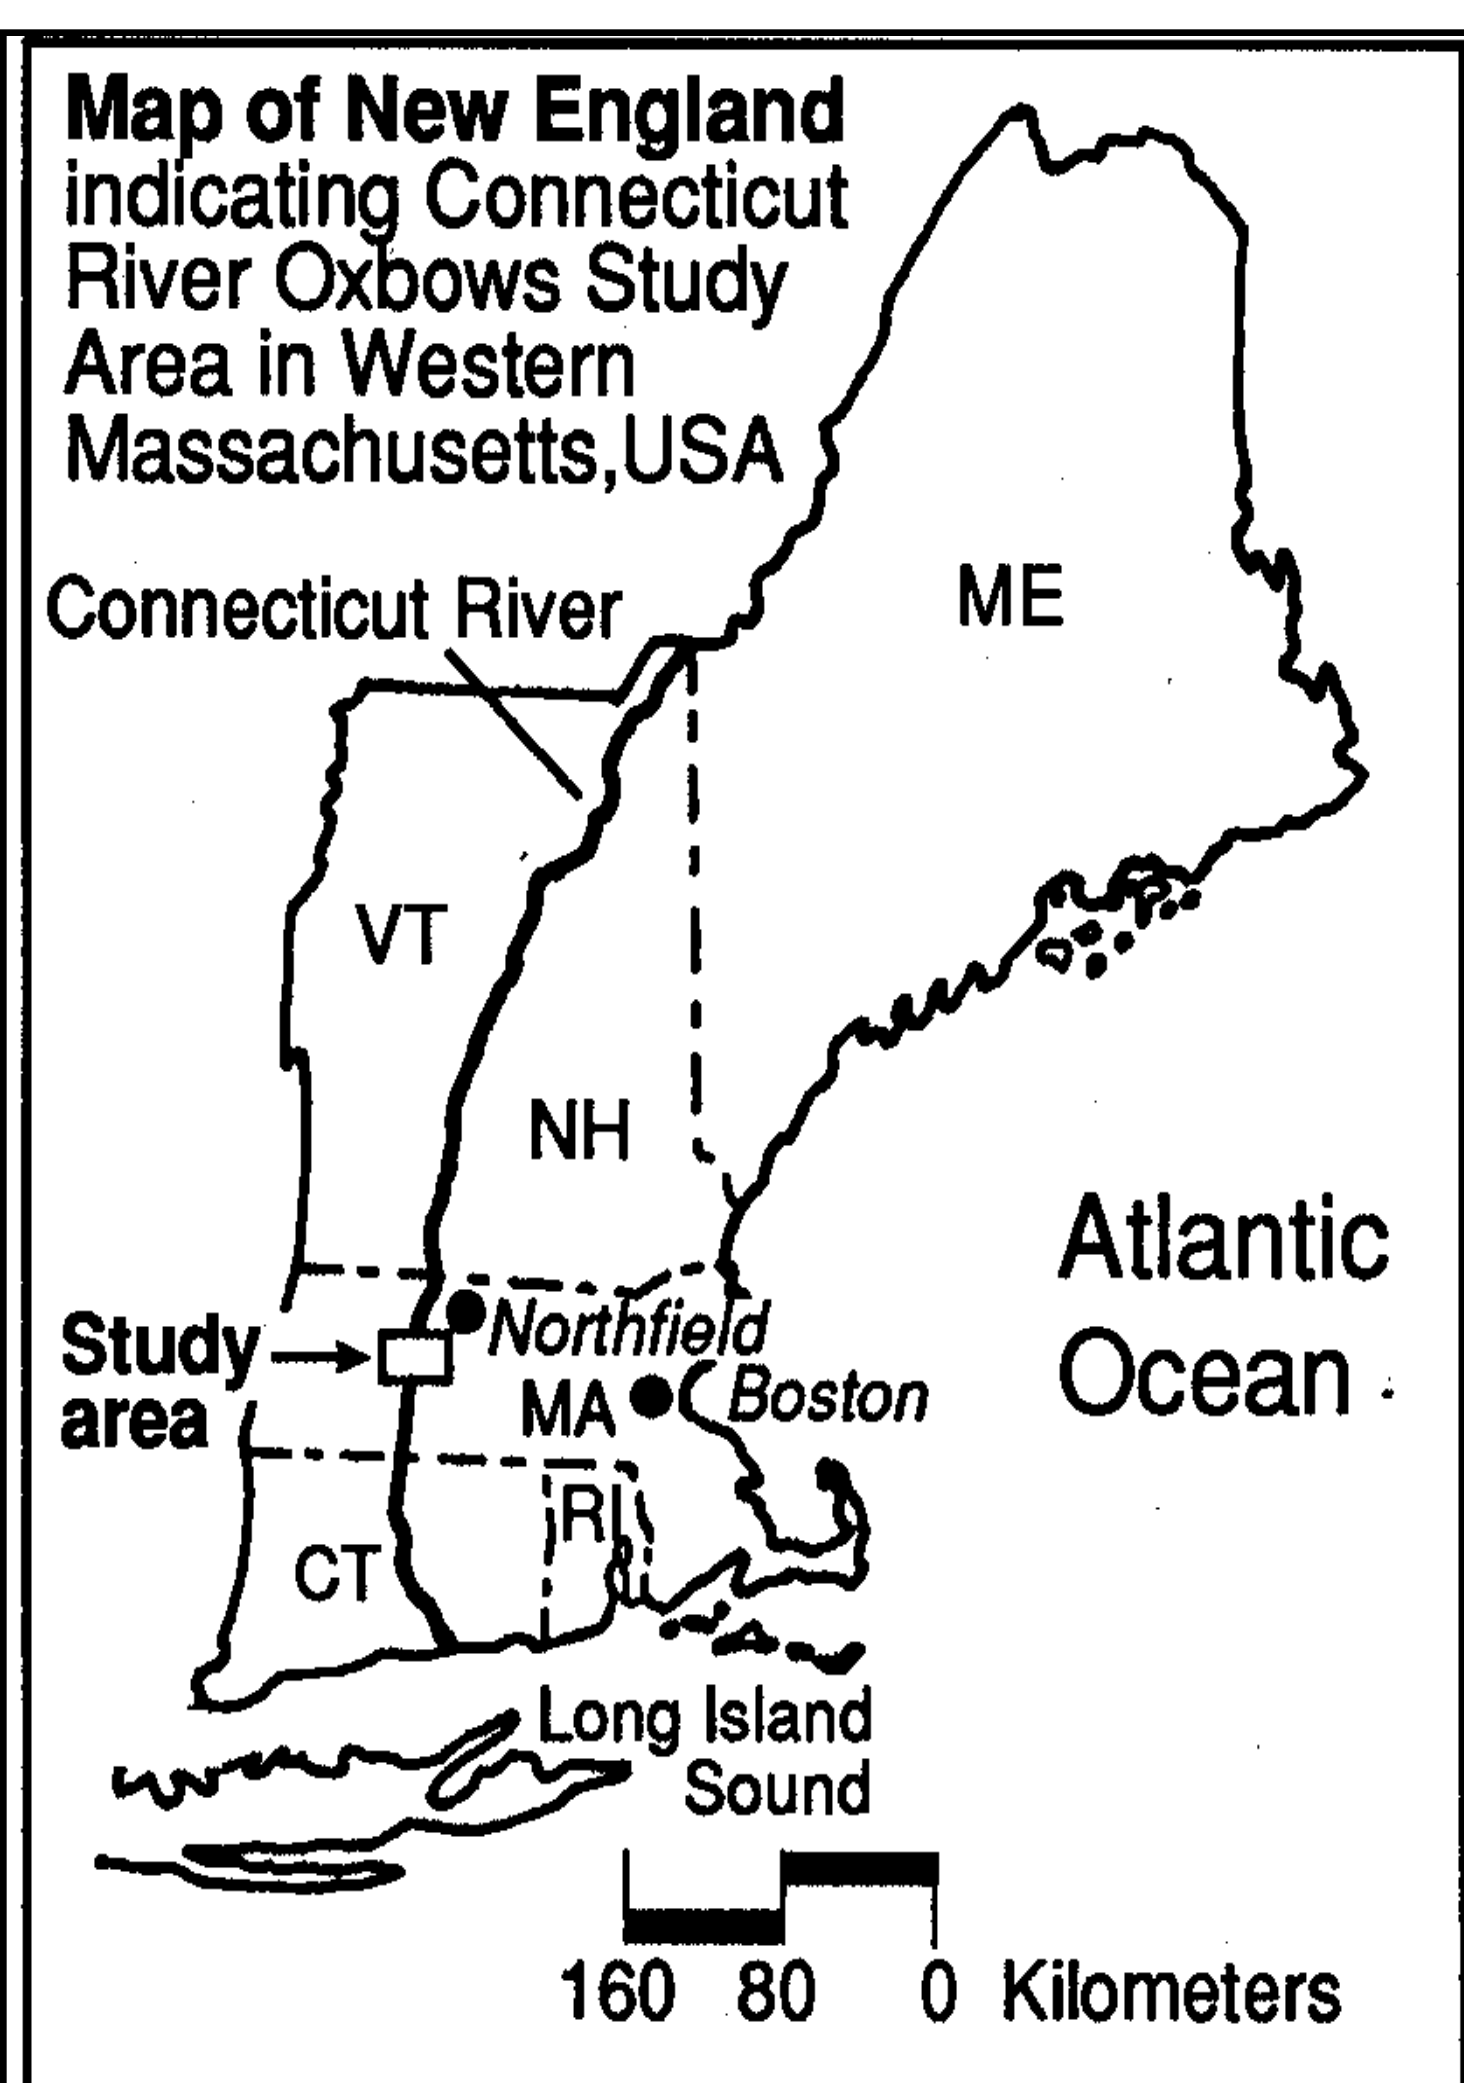 Map of New England
indicating Connecticut
River Oxbows Study
Area in Western
Massachusetts,USA
Connecticut River
ME
VT
NH
Atlantic
Ocean
Northfield
Study
area
MA
Boston
RI
CT
Long Island
Sound
160 80 0 Kilometers